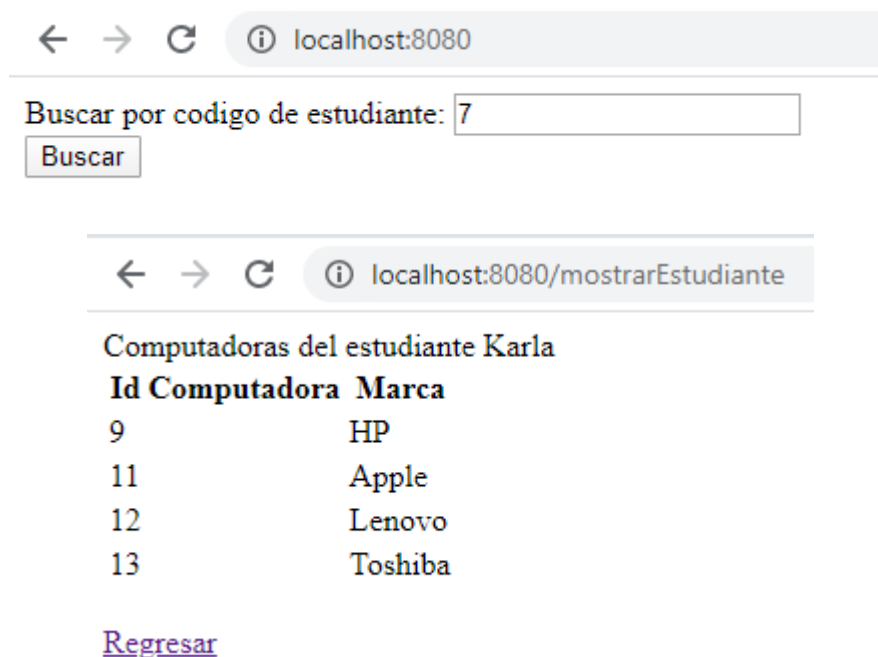 localhost:8080
Buscar por codigo de estudiante: 7
Buscar
localhost:8080/mostrarEstudiante
Computadoras del estudiante Karla
Id Computadora Marca
9 HP
11 Apple
12 Lenovo
13 Toshiba
Regresar